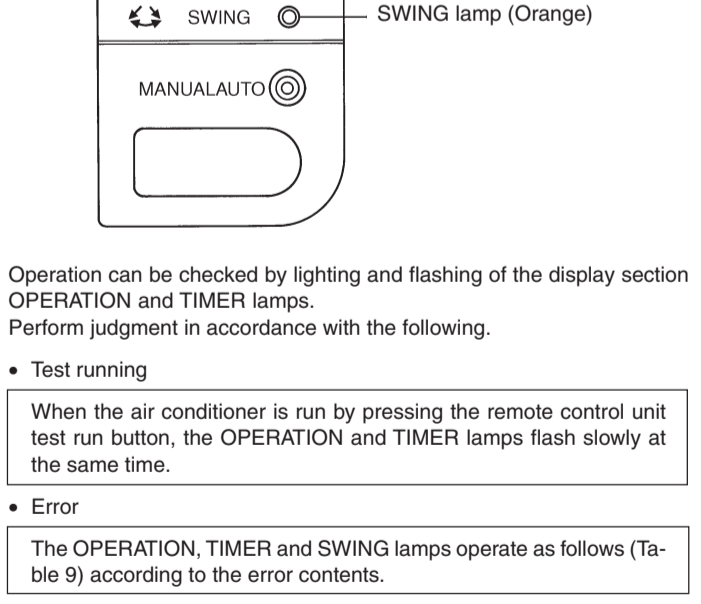 SWING
SWING lamp (Orange)
MANUALAUTO
Operation can be checked by lighting and flashing of the display section
OPERATION and TIMER lamps.
Perform judgment in accordance with the following.
• Test running
When the air conditioner is run by pressing the remote control unit
test run button, the OPERATION and TIMER lamps flash slowly at
the same time.
• Error
The OPERATION, TIMER and SWING lamps operate as follows (Ta-
ble 9) according to the error contents.